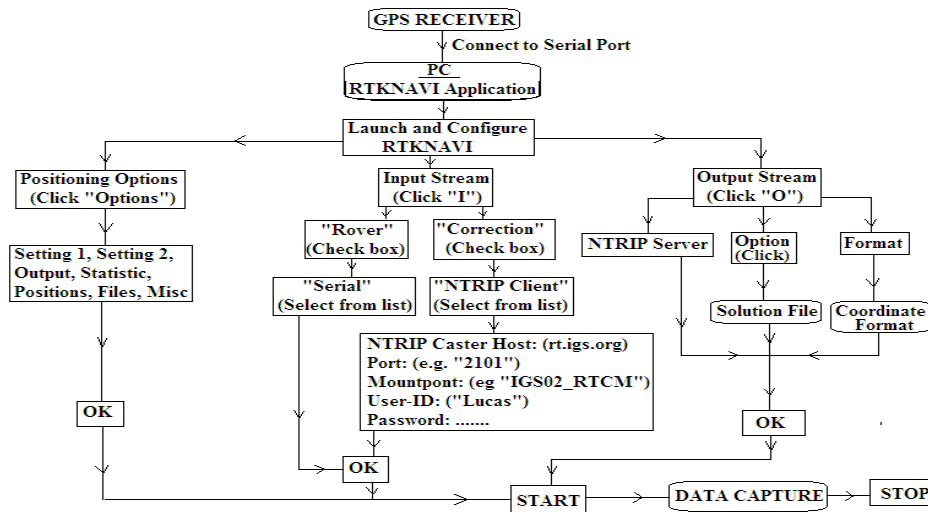 GPS RECEIVER
Connect to Serial Port
PC
RTKNAVI Application
Launch and Configure
RTKNAVI
Positioning Options
(Click "Options")
Input Stream
(Click "I")
Output Stream
(Click "O")
"Rover"
(Check box)
"Correction"
(Check box)
NTRIP Server
Option
(Click)
Format
Setting 1, Setting 2,
Output, Statistic,
Positions, Files, Misc
"Serial"
(Select from list)
"NTRIP Client"
(Select from list)
Solution File
Coordinate
Format
NTRIP Caster Host: (rt.igs.org)
Port: (e.g. "2101")
Mountpont: (eg "IGS02_RTCM")
User-ID: ("Lucas")
Password: .......
OK
OK
OK
START
DATA CAPTURE
STOP